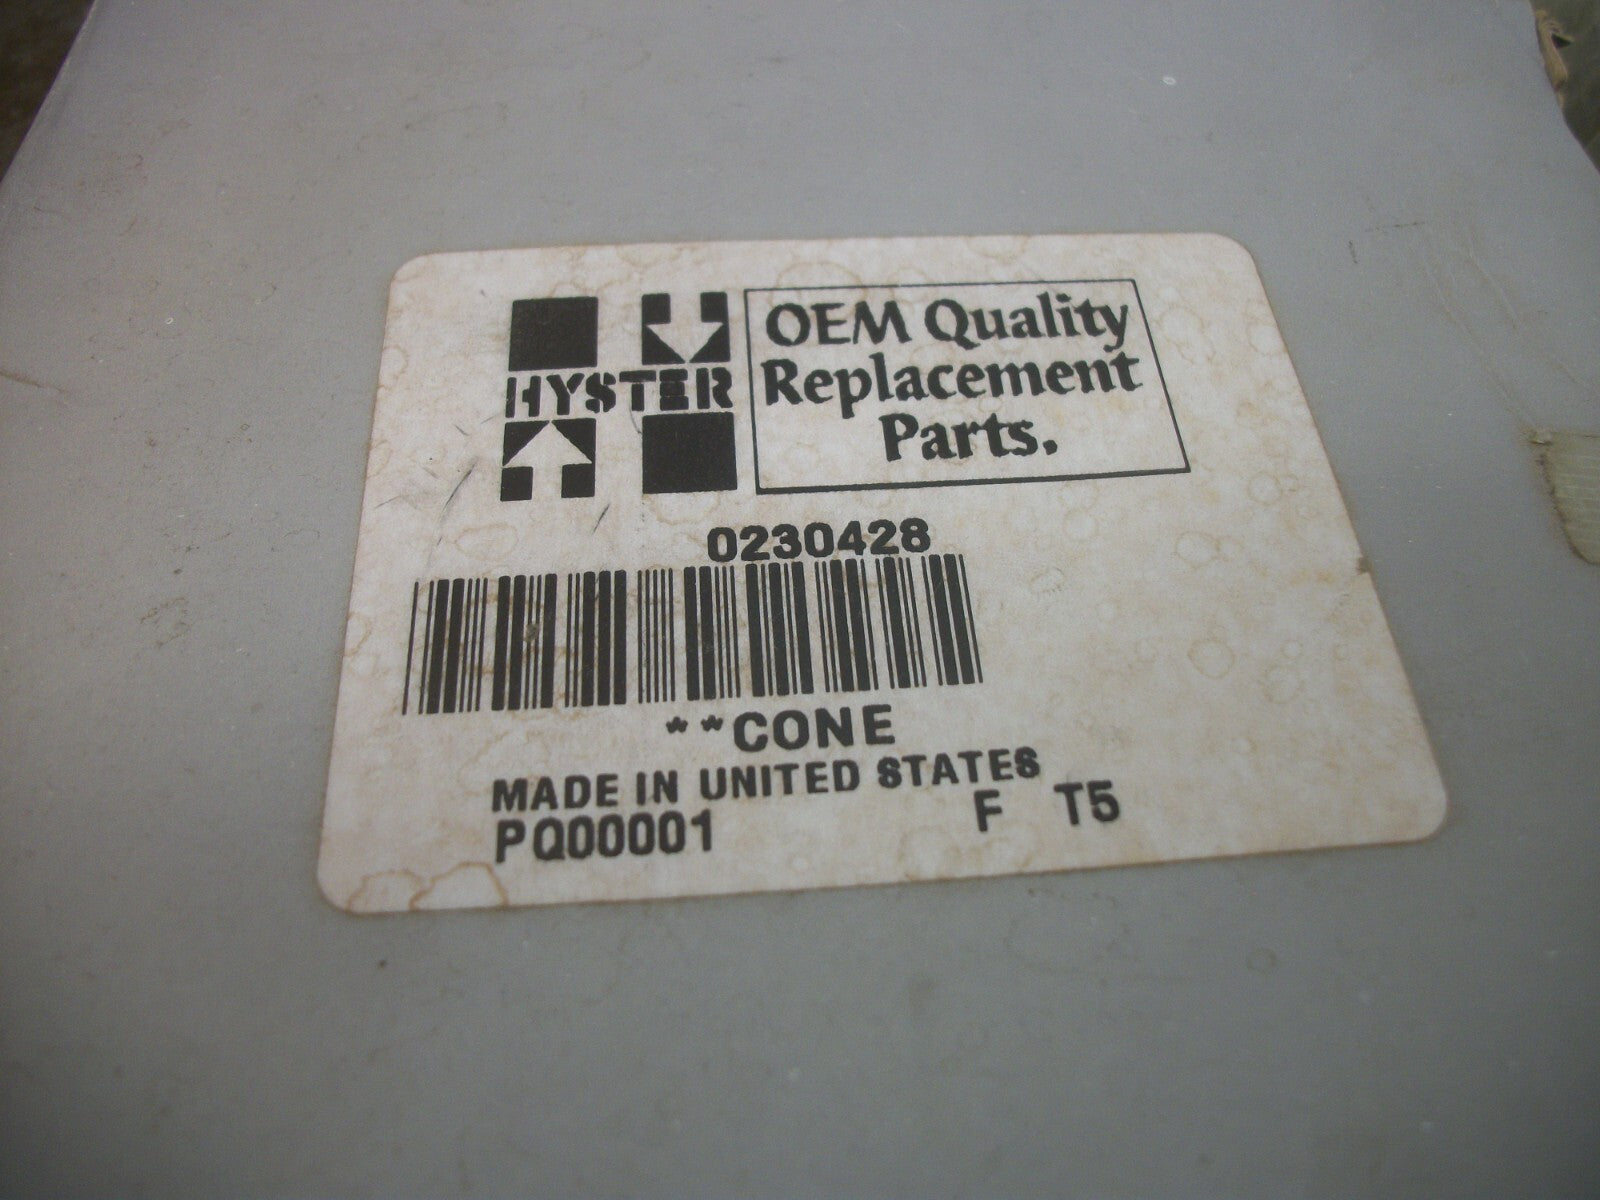 HYSTER
OEM Quality
Replacement
Parts.
0230428
**CONE
MADE IN UNITED STATES
PQ00001 F T5